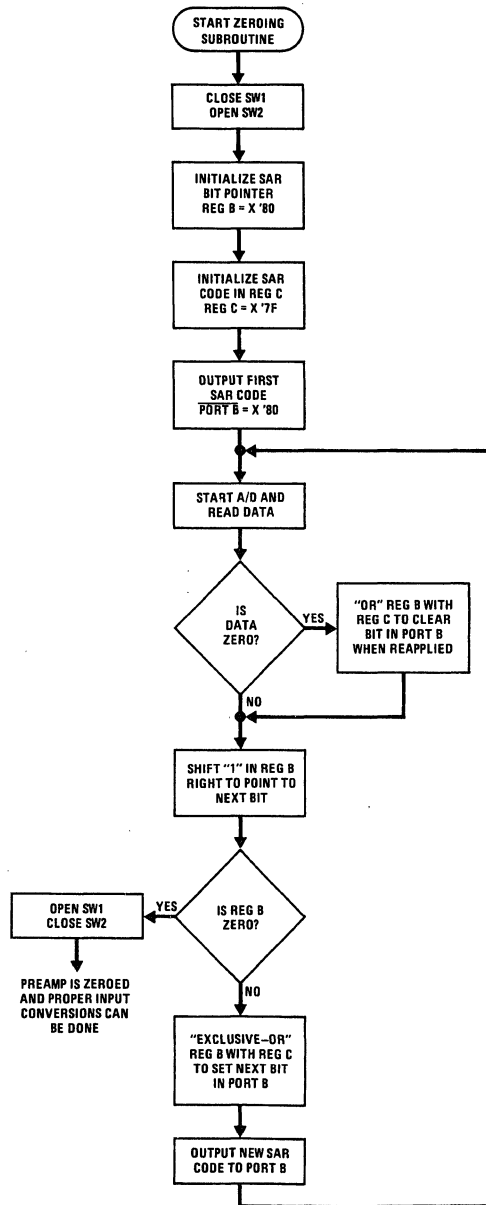 START ZEROING
SUBROUTINE
CLOSE SW1
OPEN SW2
INITIALIZE SAR
BIT POINTER
REG B = X '80
INITIALIZE SAR
CODE IN REG C
REG C = X '7F
OUTPUT FIRST
SAR CODE
PORT B = X '80
START A/D AND
READ DATA
IS
DATA
ZERO?
YES
"OR" REG B WITH
REG C TO CLEAR
BIT IN PORT B
WHEN REAPPLIED
NO
SHIFT "1" IN REG B
RIGHT TO POINT TO
NEXT BIT
IS REG B
ZERO?
YES
OPEN SW1
CLOSE SW2
PREAMP IS ZEROED
AND PROPER INPUT
CONVERSIONS CAN
BE DONE
NO
"EXCLUSIVE–OR"
REG B WITH REG C
TO SET NEXT BIT
IN PORT B
OUTPUT NEW SAR
CODE TO PORT B